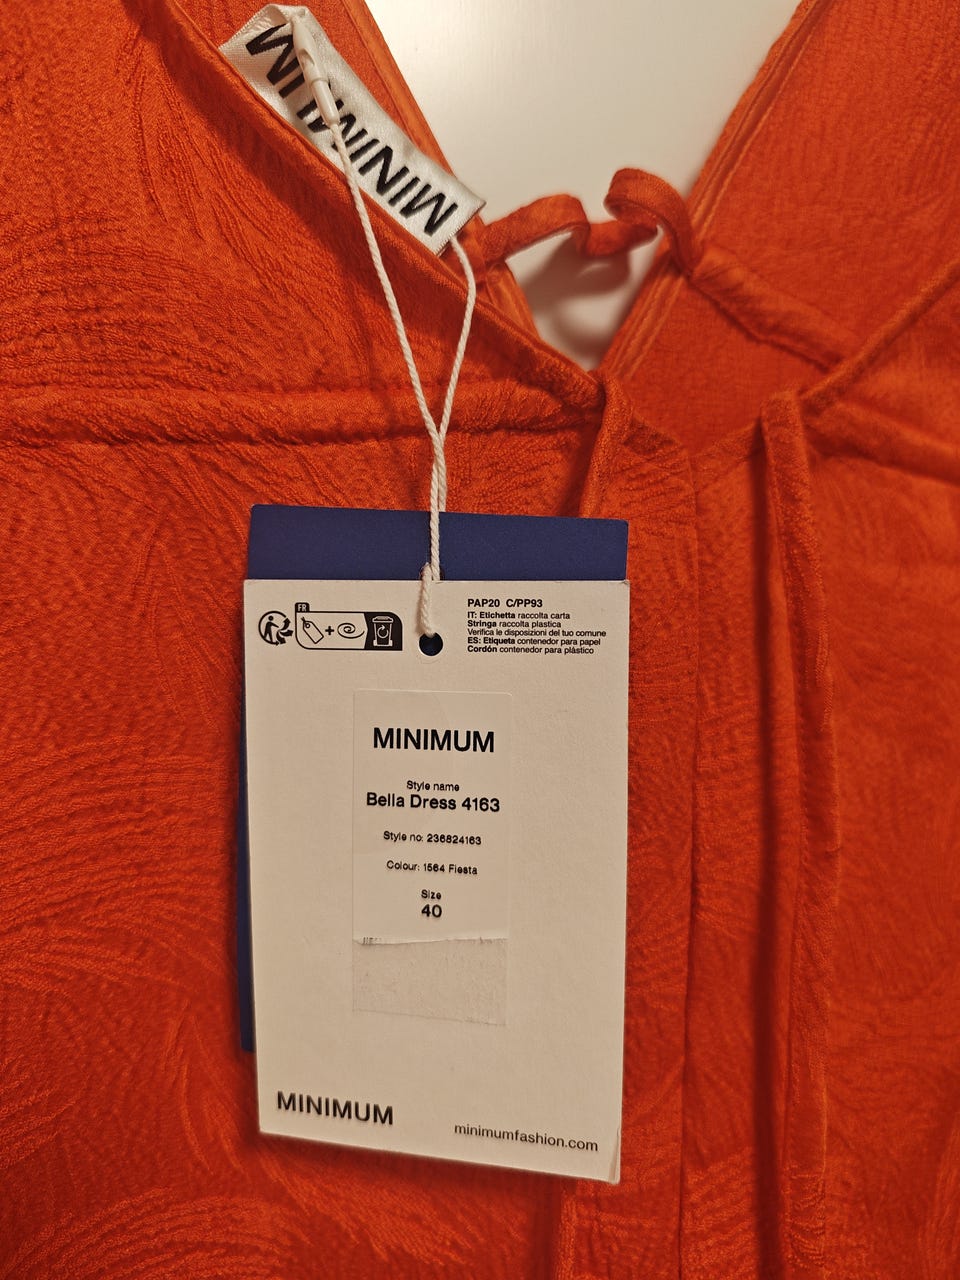 MINIMUM
FR
PAP20 C/PP93
IT: Etichetta raccolta carta
Stringa raccolta plastica
Verifica le disposizioni del tuo comune
ES: Etiqueta contenedor para papel
Cordón contenedor para plástico
MINIMUM
Style name
Bella Dress 4163
Style no: 236824163
Colour: 1564 Fiesta
Size
40
MINIMUM
minimumfashion.com